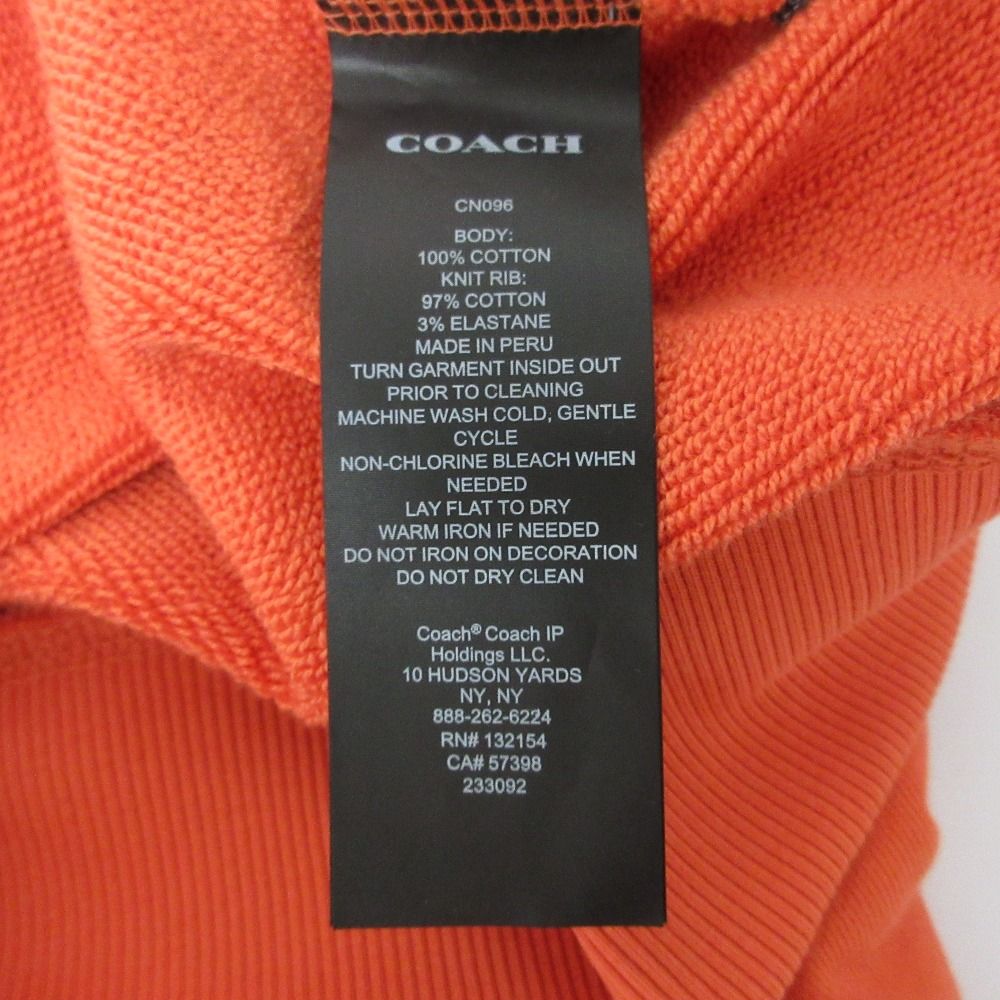 COACH
CN096
BODY:
100% COTTON
KNIT RIB:
97% COTTON
3% ELASTANE
MADE IN PERU
TURN GARMENT INSIDE OUT
PRIOR TO CLEANING
MACHINE WASH COLD, GENTLE
CYCLE
NON-CHLORINE BLEACH WHEN
NEEDED
LAY FLAT TO DRY
WARM IRON IF NEEDED
DO NOT IRON ON DECORATION
DO NOT DRY CLEAN
Coach® Coach IP
Holdings LLC.
10 HUDSON YARDS
NY, NY
888-262-6224
RN# 132154
CA# 57398
233092